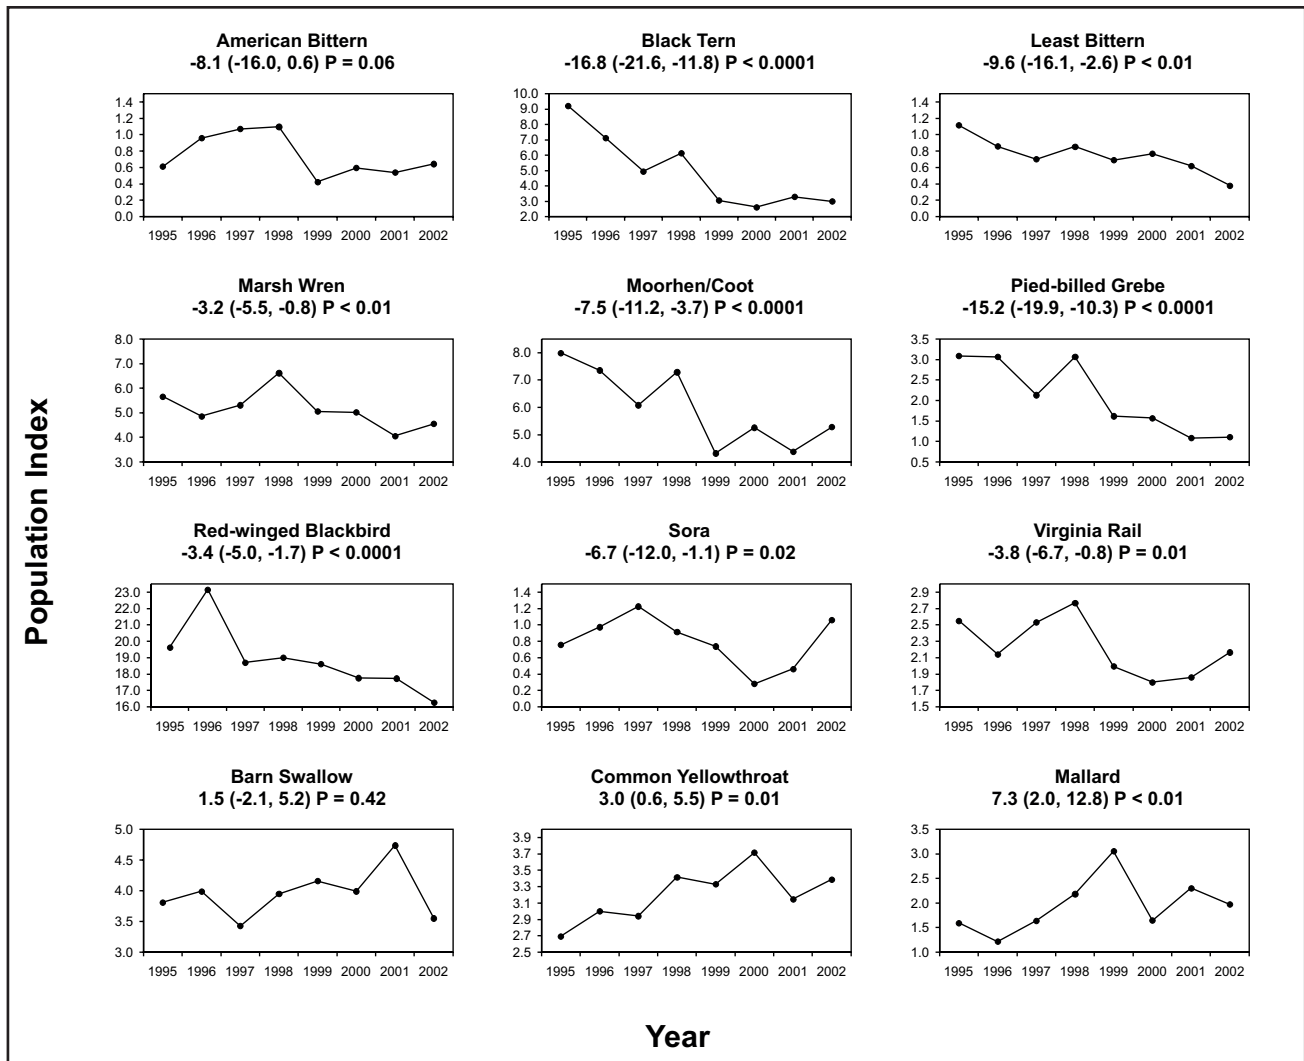 American Bittern
-8.1 (-16.0, 0.6) P = 0.06
1.4
1.2
1.0
0.8
0.6
0.4
0.2
0.0
1995 1996 1997 1998 1999 2000 2001 2002
Black Tern
-16.8 (-21.6, -11.8) P < 0.0001
10.0
9.0
8.0
7.0
6.0
5.0
4.0
3.0
2.0
1995 1996 1997 1998 1999 2000 2001 2002
Least Bittern
-9.6 (-16.1, -2.6) P < 0.01
1.4
1.2
1.0
0.8
0.6
0.4
0.2
0.0
1995 1996 1997 1998 1999 2000 2001 2002
Marsh Wren
-3.2 (-5.5, -0.8) P < 0.01
8.0
7.0
6.0
5.0
4.0
3.0
1995 1996 1997 1998 1999 2000 2001 2002
Moorhen/Coot
-7.5 (-11.2, -3.7) P < 0.0001
8.0
7.0
6.0
5.0
4.0
1995 1996 1997 1998 1999 2000 2001 2002
Pied-billed Grebe
-15.2 (-19.9, -10.3) P < 0.0001
3.5
3.0
2.5
2.0
1.5
1.0
0.5
1995 1996 1997 1998 1999 2000 2001 2002
Red-winged Blackbird
-3.4 (-5.0, -1.7) P < 0.0001
23.0
22.0
21.0
20.0
19.0
18.0
17.0
16.0
1995 1996 1997 1998 1999 2000 2001 2002
Sora
-6.7 (-12.0, -1.1) P = 0.02
1.4
1.2
1.0
0.8
0.6
0.4
0.2
0.0
1995 1996 1997 1998 1999 2000 2001 2002
Virginia Rail
-3.8 (-6.7, -0.8) P = 0.01
2.9
2.7
2.5
2.3
2.1
1.9
1.7
1.5
1995 1996 1997 1998 1999 2000 2001 2002
Barn Swallow
1.5 (-2.1, 5.2) P = 0.42
5.0
4.5
4.0
3.5
3.0
1995 1996 1997 1998 1999 2000 2001 2002
Common Yellowthroat
3.0 (0.6, 5.5) P = 0.01
3.9
3.7
3.5
3.3
3.1
2.9
2.7
2.5
1995 1996 1997 1998 1999 2000 2001 2002
Mallard
7.3 (2.0, 12.8) P < 0.01
3.5
3.0
2.5
2.0
1.5
1.0
1995 1996 1997 1998 1999 2000 2001 2002
Population Index
Year